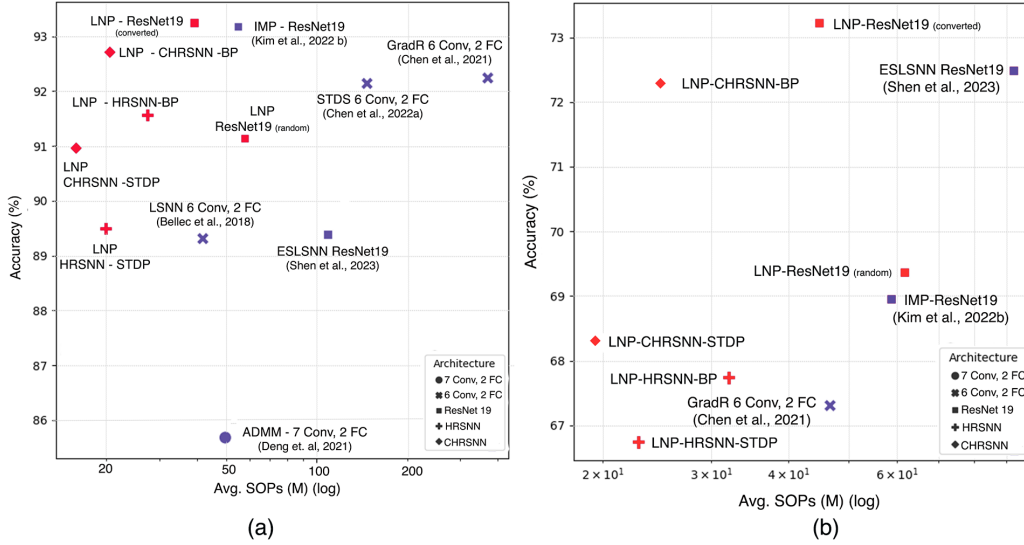 LNP - ResNet19
(converted)
IMP - ResNet19
(Kim et al., 2022 b)
LNP - CHRSNN -BP
GradR 6 Conv, 2 FC
(Chen et al., 2021)
STDS 6 Conv, 2 FC
(Chen et al., 2022a)
LNP - HRSNN-BP
LNP
ResNet19 (random)
LNP
CHRSNN -STDP
LSNN 6 Conv, 2 FC
(Bellec et al., 2018)
LNP
HRSNN - STDP
ESLSNN ResNet19
(Shen et al., 2023)
ADMM - 7 Conv, 2 FC
(Deng et. al, 2021)
Architecture
7 Conv, 2 FC
6 Conv, 2 FC
ResNet 19
HRSNN
CHRSNN
93
92
91
90
89
88
87
86
Accuracy (%)
20
50
100
200
Avg. SOPs (M) (log)
(a)
LNP-ResNet19 (converted)
ESLSNN ResNet19
(Shen et al., 2023)
LNP-CHRSNN-BP
LNP-ResNet19 (random)
IMP-ResNet19
(Kim et al., 2022b)
LNP-CHRSNN-STDP
LNP-HRSNN-BP
GradR 6 Conv, 2 FC
(Chen et al., 2021)
LNP-HRSNN-STDP
Architecture
7 Conv, 2 FC
6 Conv, 2 FC
ResNet 19
HRSNN
CHRSNN
73
72
71
70
69
68
67
Accuracy (%)
2 × 10¹
3 × 10¹
4 × 10¹
6 × 10¹
Avg. SOPs (M) (log)
(b)